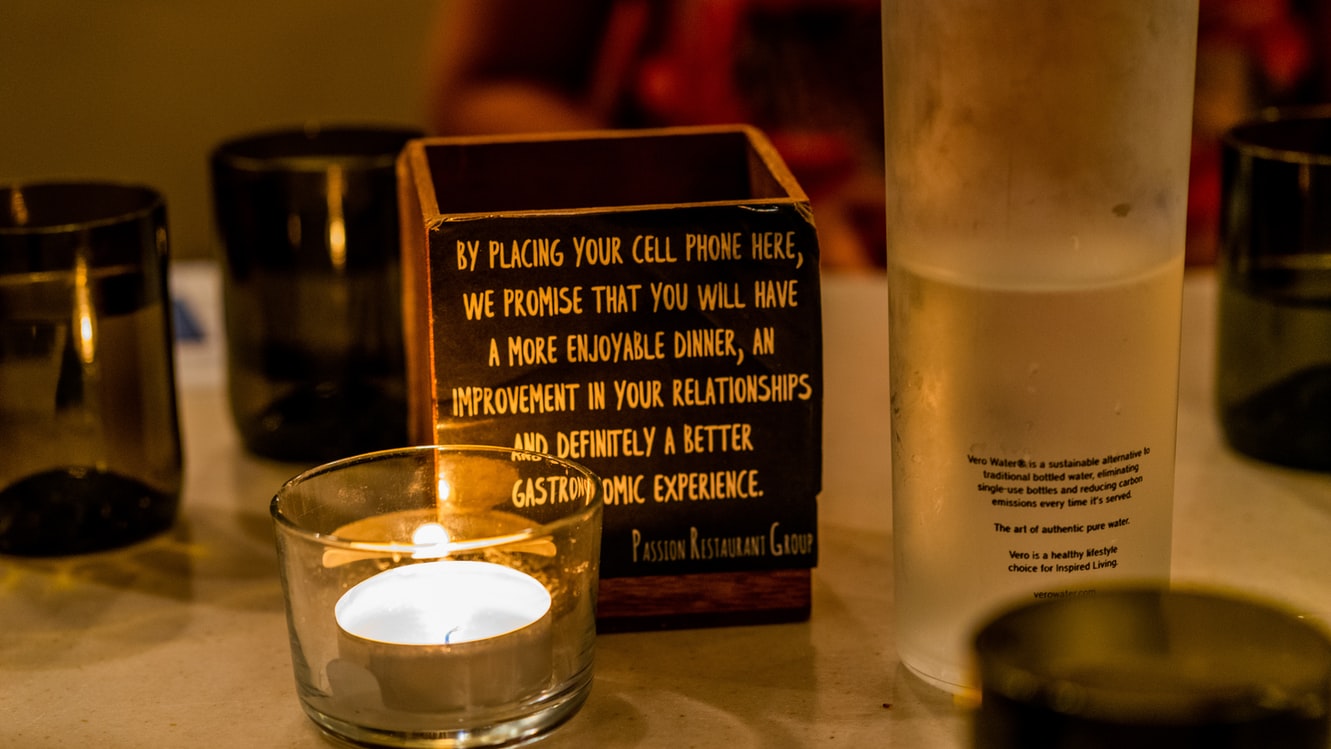 BY PLACING YOUR CELL PHONE HERE,
WE PROMISE THAT YOU WILL HAVE
A MORE ENJOYABLE DINNER, AN
IMPROVEMENT IN YOUR RELATIONSHIPS
AND DEFINITELY A BETTER
GASTRONOMIC EXPERIENCE.
PASSION RESTAURANT GROUP
Vero Water® is a sustainable alternative to
traditional bottled water, eliminating
single-use bottles and reducing carbon
emissions every time it's served.
The art of authentic pure water.
Vero is a healthy lifestyle
choice for Inspired Living.
verowater.com